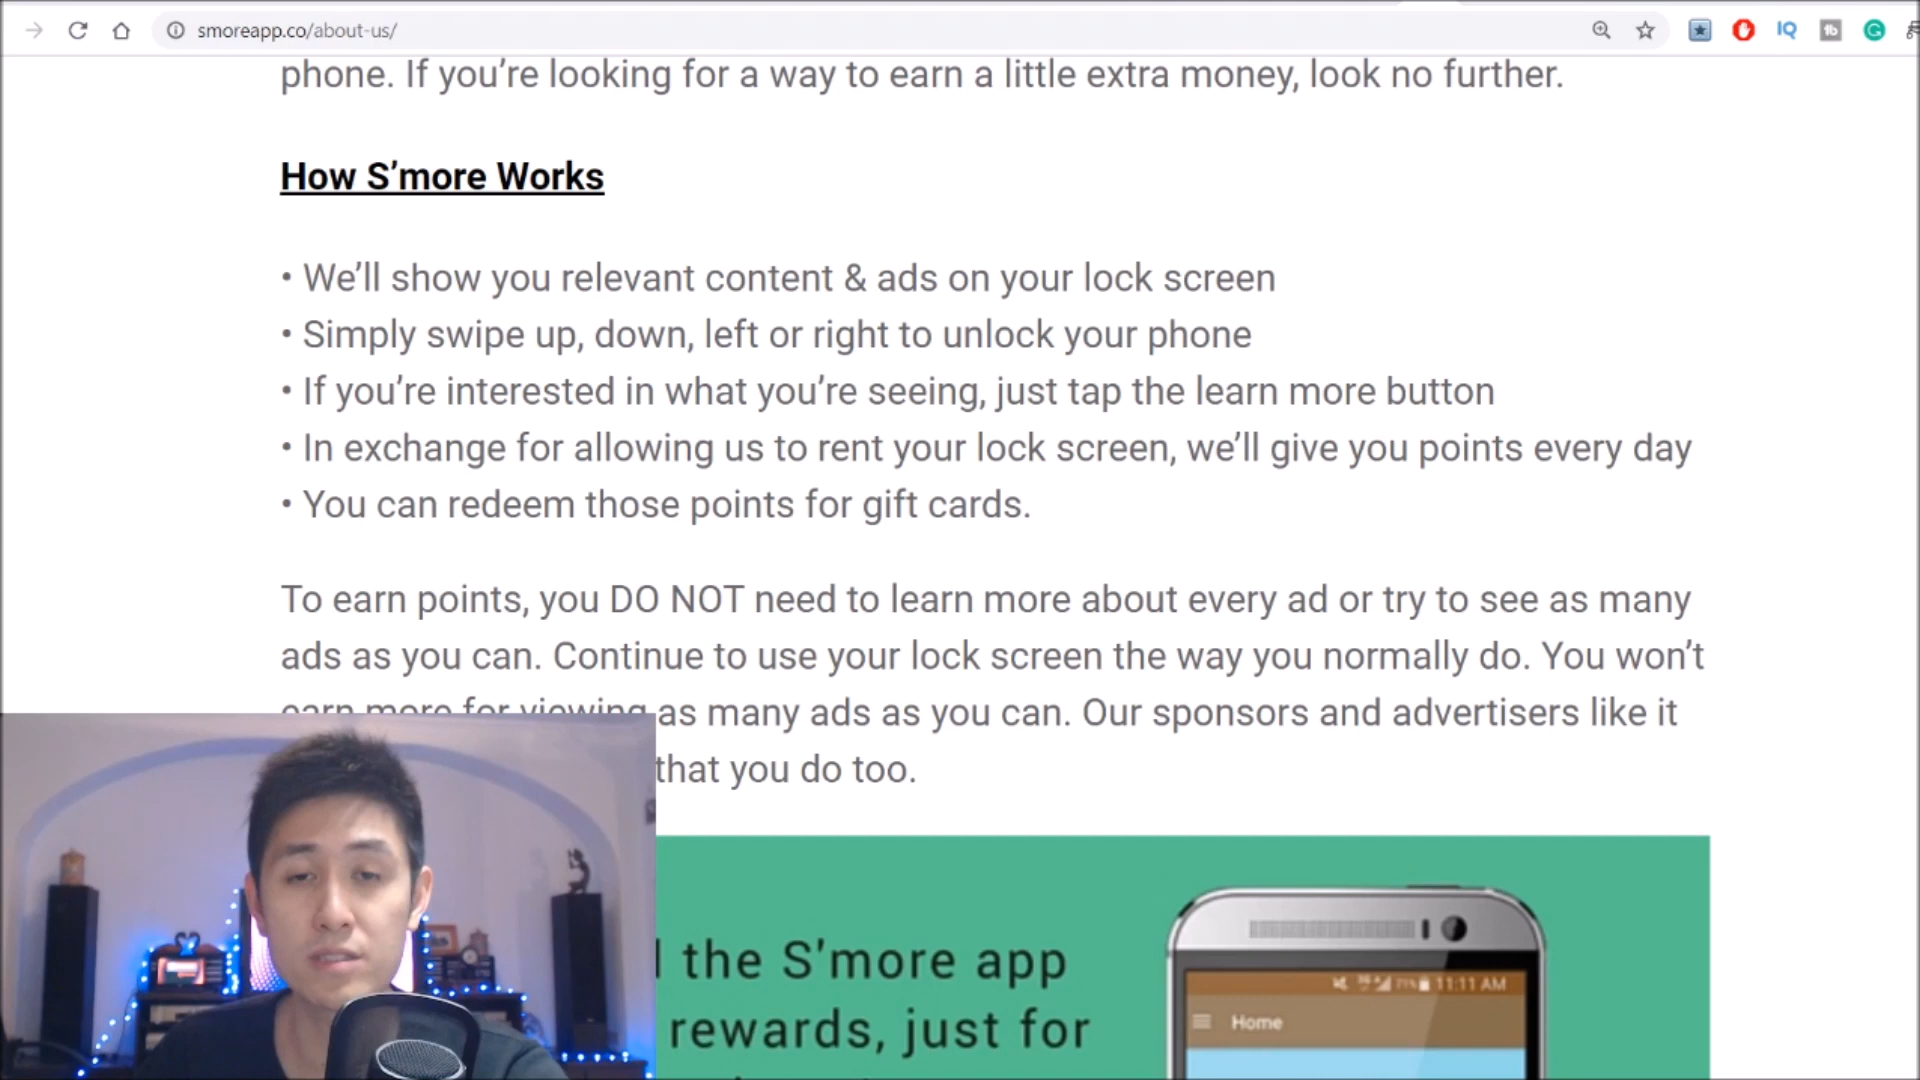 smoreapp.co/about-us/
IQ
phone. If you’re looking for a way to earn a little extra money, look no further.
How S’more Works
• We’ll show you relevant content & ads on your lock screen
• Simply swipe up, down, left or right to unlock your phone
• If you’re interested in what you’re seeing, just tap the learn more button
• In exchange for allowing us to rent your lock screen, we’ll give you points every day
• You can redeem those points for gift cards.
To earn points, you DO NOT need to learn more about every ad or try to see as many
ads as you can. Continue to use your lock screen the way you normally do. You won’t
earn more for viewing as many ads as you can. Our sponsors and advertisers like it
that you do too.
the S'more app
rewards, just for
11:11 AM
Home